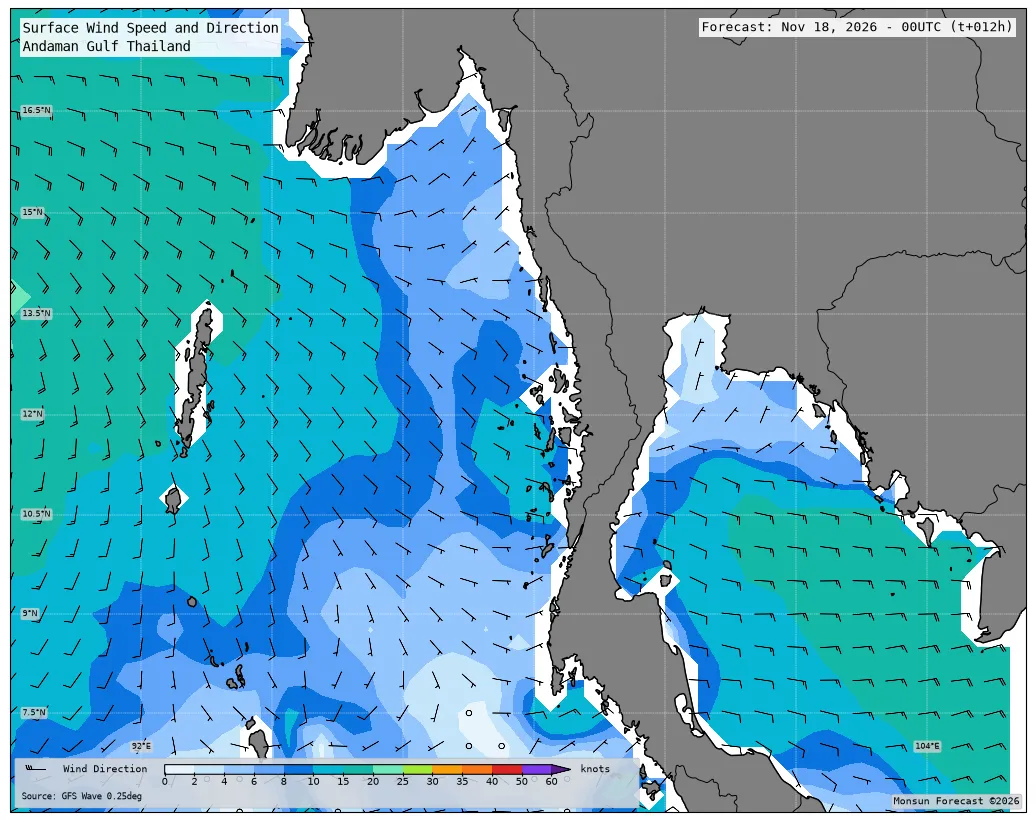 Surface Wind Speed and Direction
Andaman Gulf Thailand
Forecast: Nov 18, 2026 - 00UTC (t+012h)
16.5°N
15°N
13.5°N
12°N
10.5°N
9°N
7.5°N
92°E
104°E
Wind Direction
0 2 4 6 8 10 15 20 25 30 35 40 50 60
knots
Source: GFS Wave 0.25deg
Monsun Forecast ©2026